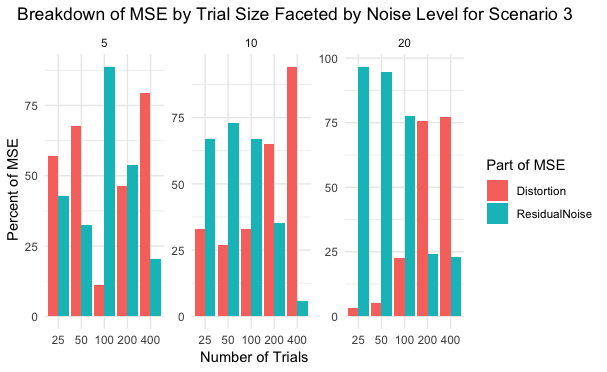 Breakdown of MSE by Trial Size Faceted by Noise Level for Scenario 3
5
10
20
Percent of MSE
75
50
25
0
75
50
25
0
100
75
50
25
0
25 50 100 200 400
25 50 100 200 400
25 50 100 200 400
Number of Trials
Part of MSE
Distortion
ResidualNoise